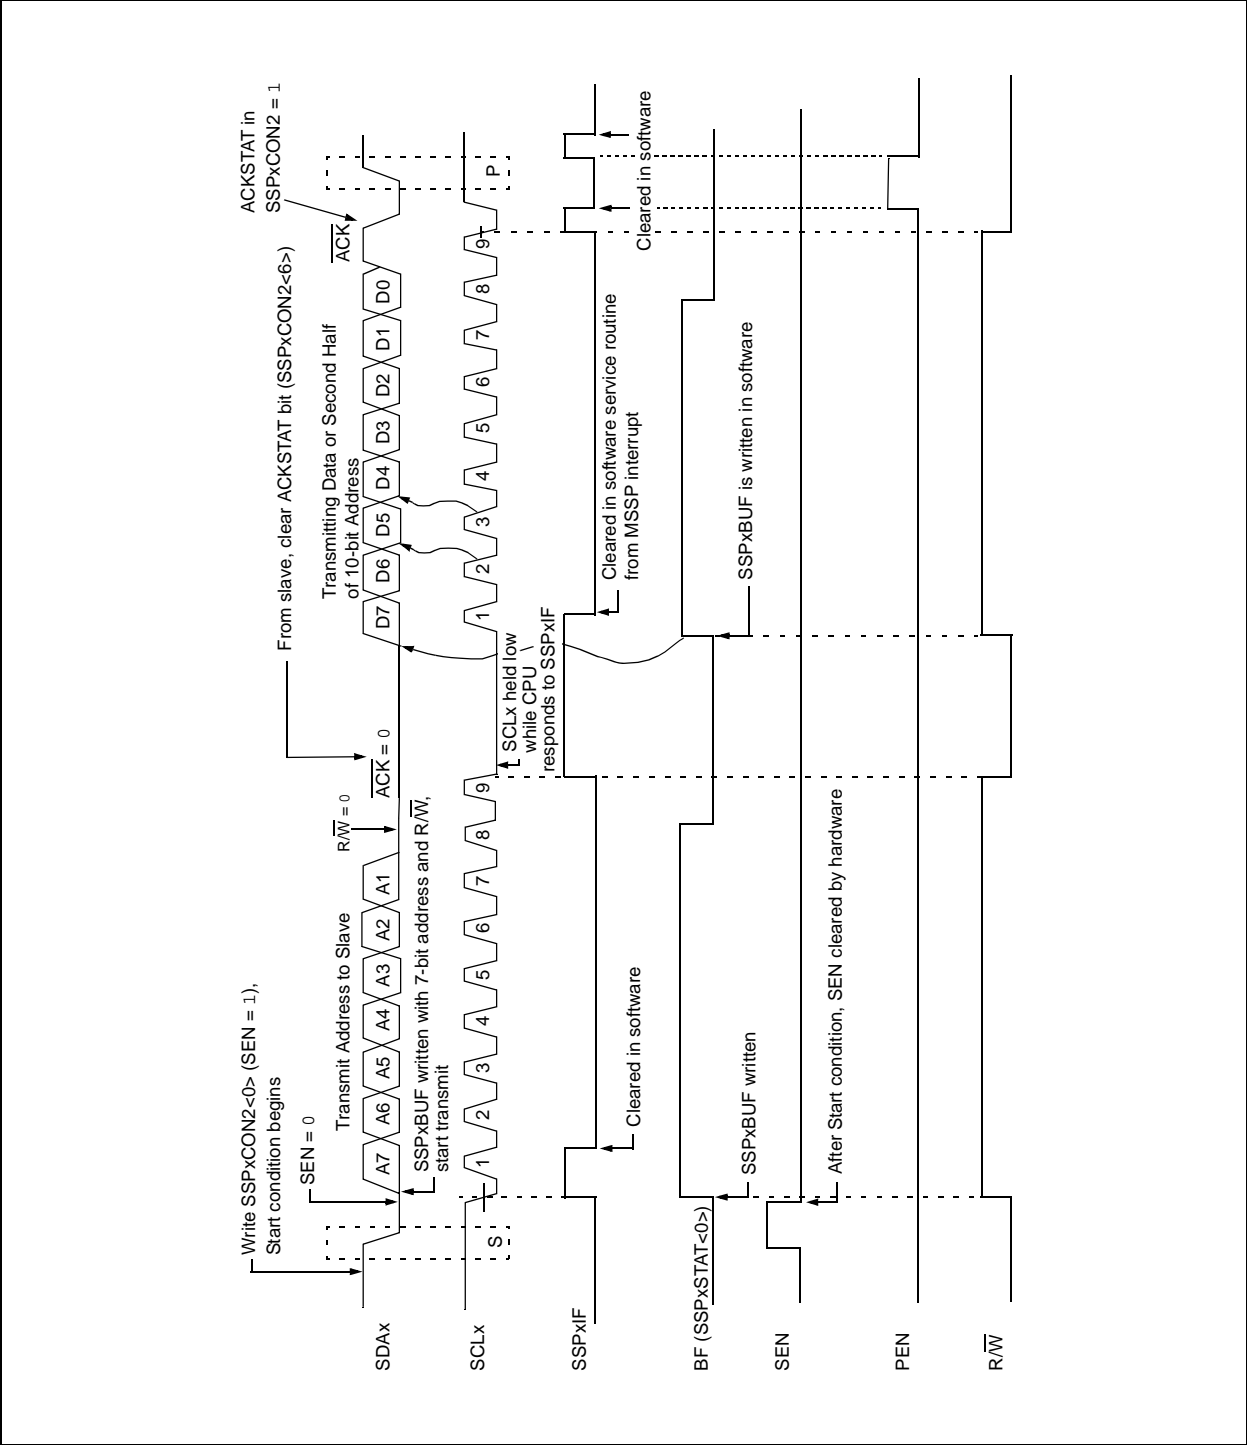 Write SSPxCON2<0> (SEN = 1),
Start condition begins
From slave, clear ACKSTAT bit (SSPxCON2<6>)
ACKSTAT in
SSPxCON2 = 1
SEN = 0
Transmit Address to Slave
R/W = 0
ACK = 0
Transmitting Data or Second Half
of 10-bit Address
ACK
SDAx
A7 A6 A5 A4 A3 A2 A1
D7 D6 D5 D4 D3 D2 D1 D0
SSPxBUF written with 7-bit address and R/W,
start transmit
SCLx
S
1 2 3 4 5 6 7 8 9
1 2 3 4 5 6 7 8 9
P
SCLx held low
while CPU
responds to SSPxIF
SSPxIF
Cleared in software
Cleared in software service routine
from MSSP interrupt
Cleared in software
BF (SSPxSTAT<0>)
SSPxBUF written
SSPxBUF is written in software
SEN
After Start condition, SEN cleared by hardware
PEN
R/W